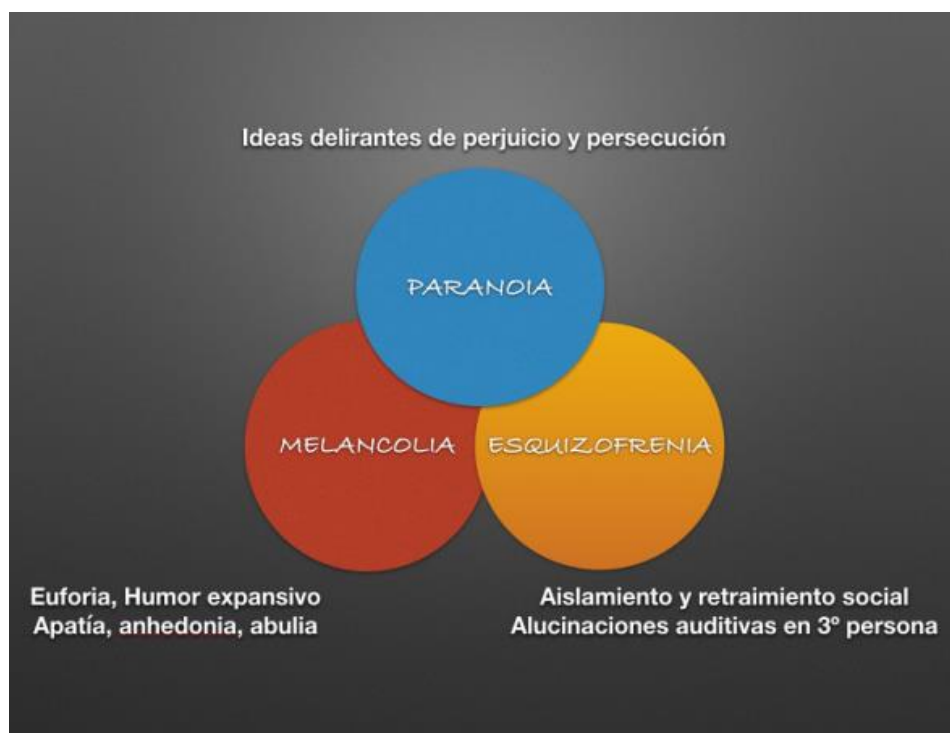 Ideas delirantes de perjuicio y persecución
PARANOIA
MELANCOLIA
ESQUIZOFRENIA
Euforia, Humor expansivo
Apatía, anhedonia, abulia
Aislamiento y retraimiento social
Alucinaciones auditivas en 3º persona